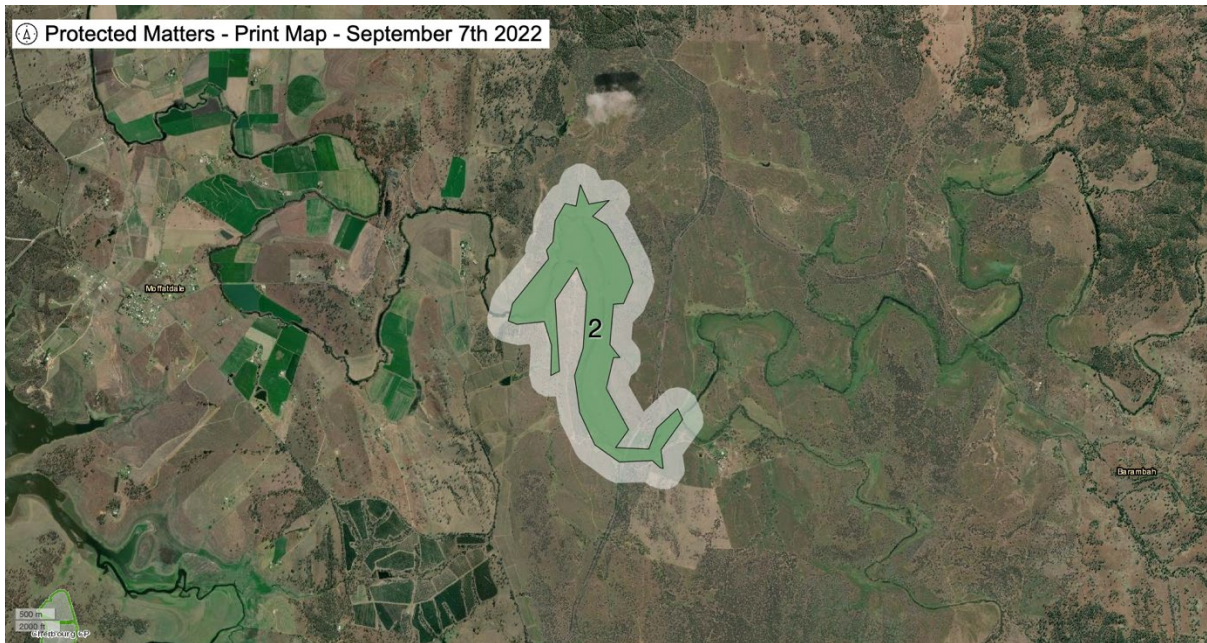 Protected Matters - Print Map - September 7th 2022
Moffatdale
2
Barambah
500 m
2000 ft